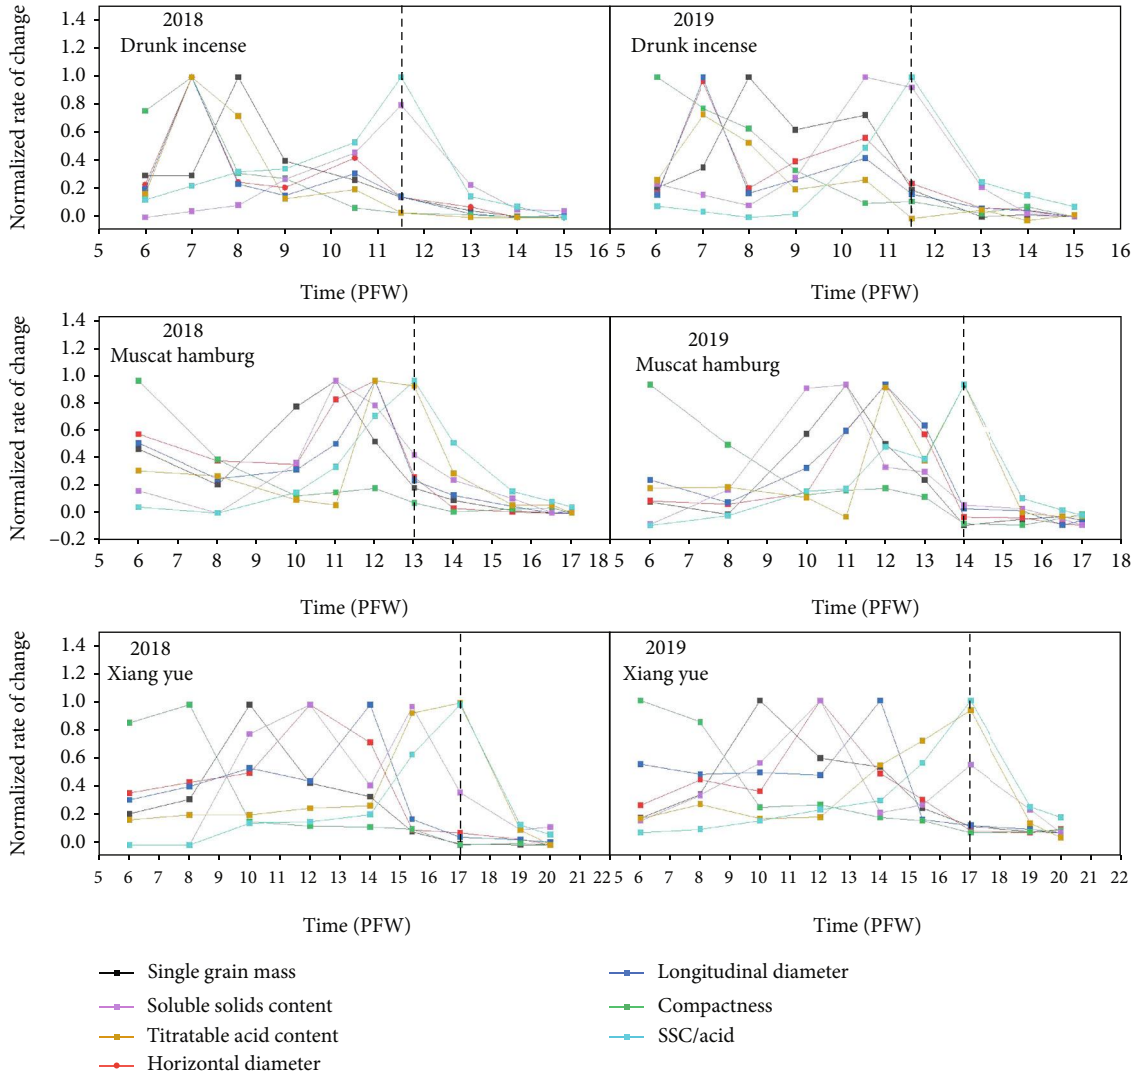 2018
Drunk incense
2019
Drunk incense
Normalized rate of change
1.4
1.2
1.0
0.8
0.6
0.4
0.2
0.0
5 6 7 8 9 10 11 12 13 14 15 16
5 6 7 8 9 10 11 12 13 14 15 16
Time (PFW)
Time (PFW)
2018
Muscat hamburg
2019
Muscat hamburg
Normalized rate of change
1.4
1.2
1.0
0.8
0.6
0.4
0.2
0.0
–0.2
5 6 7 8 9 10 11 12 13 14 15 16 17 18
5 6 7 8 9 10 11 12 13 14 15 16 17 18
Time (PFW)
Time (PFW)
2018
Xiang yue
2019
Xiang yue
Normalized rate of change
1.4
1.2
1.0
0.8
0.6
0.4
0.2
0.0
5 6 7 8 9 10 11 12 13 14 15 16 17 18 19 20 21 22
5 6 7 8 9 10 11 12 13 14 15 16 17 18 19 20 21 22
Time (PFW)
Time (PFW)
Single grain mass
Soluble solids content
Titratable acid content
Horizontal diameter
Longitudinal diameter
Compactness
SSC/acid